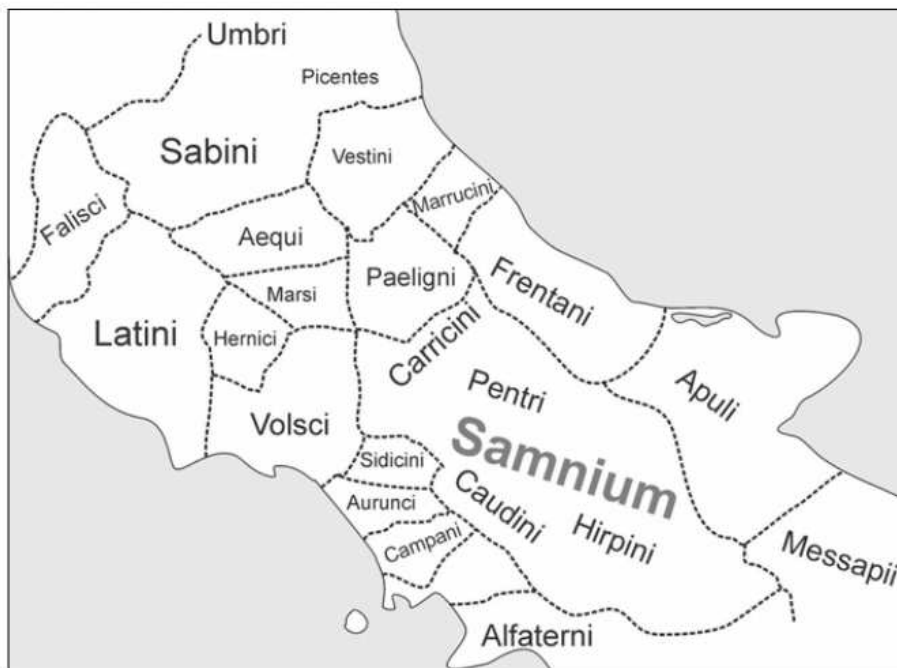 Umbri
Picentes
Sabini
Vestini
Marrucini
Falisci
Aequi
Paeligni
Frentani
Marsi
Latini
Hernici
Carricini
Apuli
Pentri
Volsci
Samnium
Sidicini
Caudini
Aurunci
Hirpini
Campani
Messapii
Alfaterni